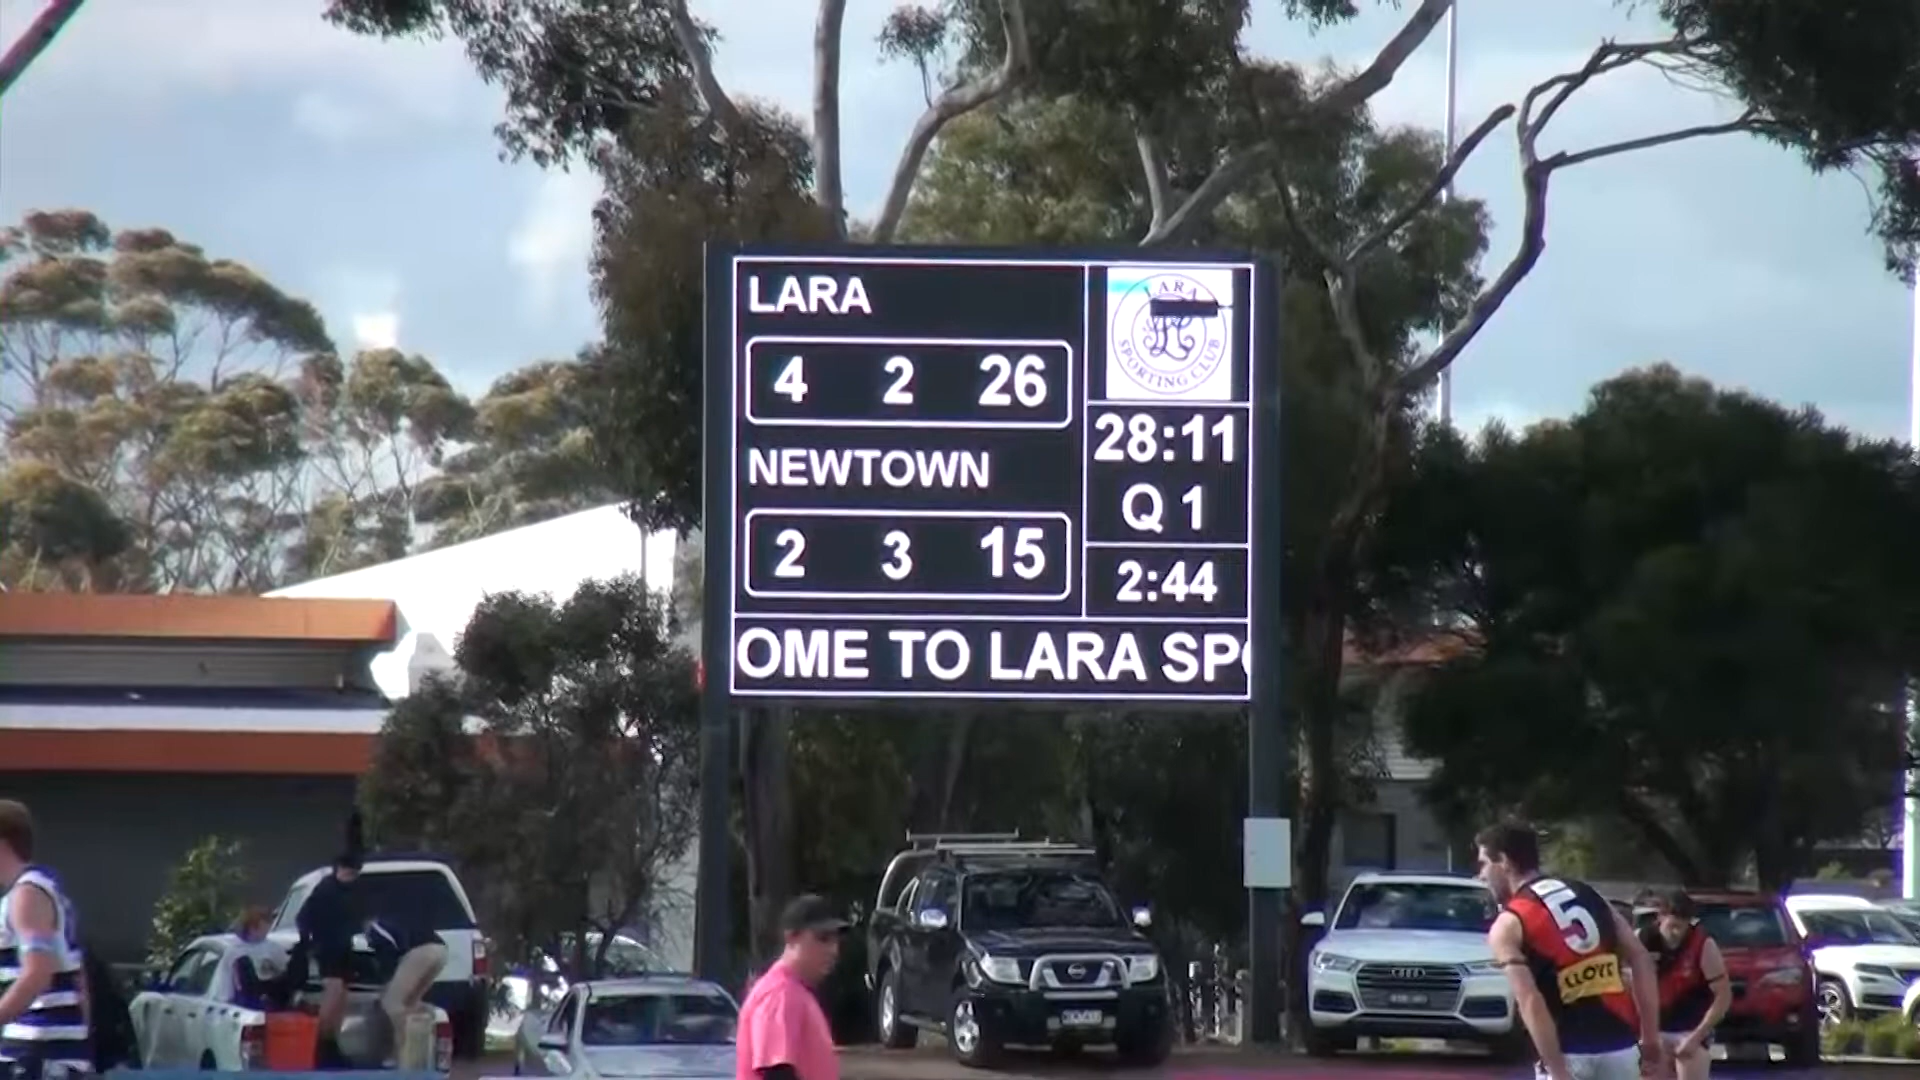 LARA
4 2 26
NEWTOWN
2 3 15
LARA
SPORTING CLUB
28:11
Q 1
2:44
OME TO LARA SPO
5